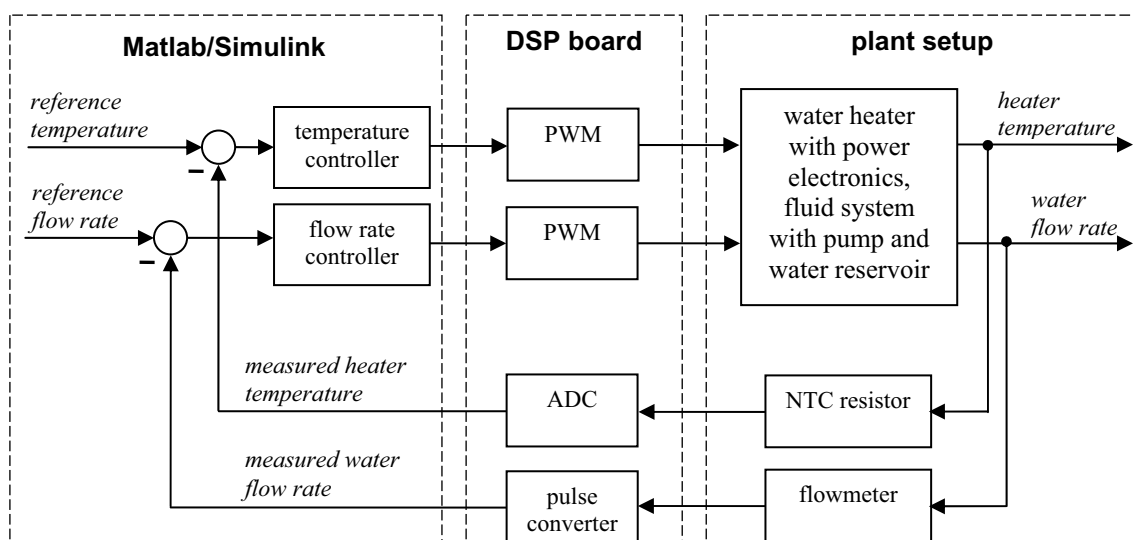 Matlab/Simulink
DSP board
plant setup
reference
temperature
temperature
controller
PWM
water heater
with power
electronics,
fluid system
with pump and
water reservoir
heater
temperature
reference
flow rate
flow rate
controller
PWM
water
flow rate
measured heater
temperature
ADC
NTC resistor
measured water
flow rate
pulse
converter
flowmeter